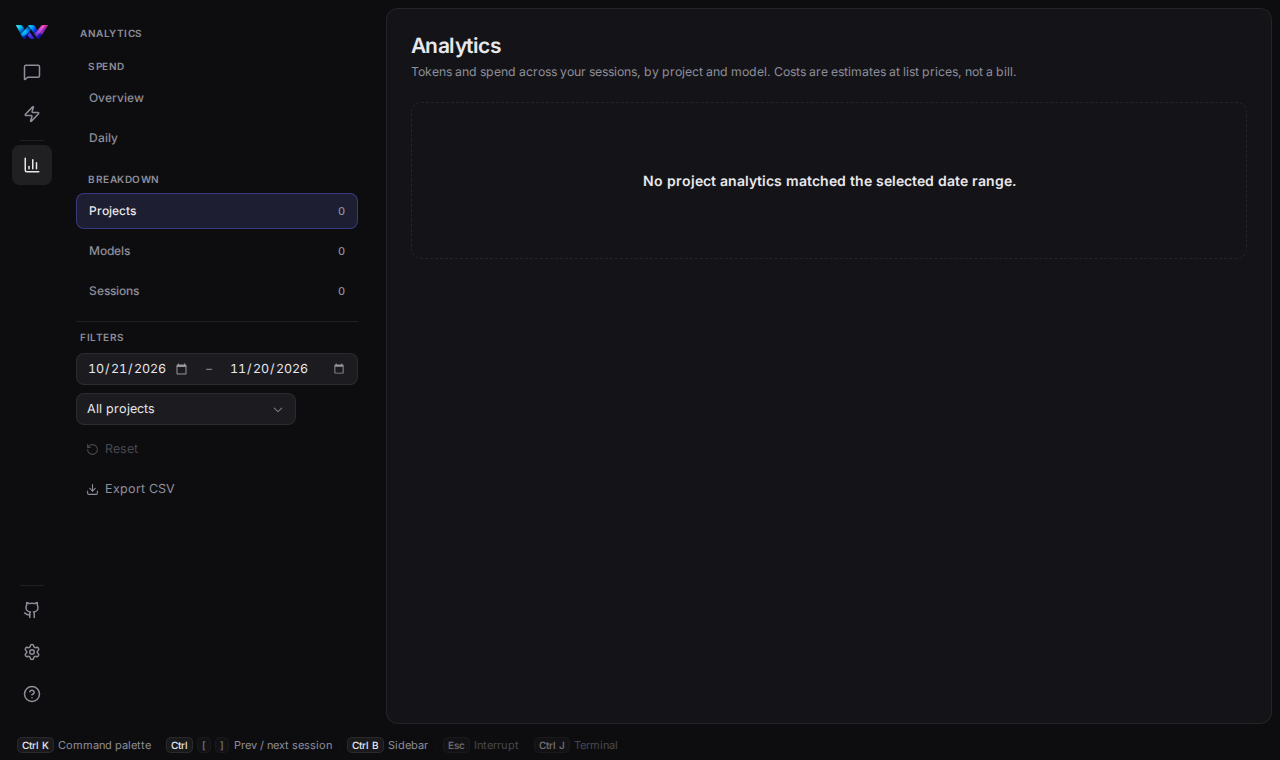 ANALYTICS
SPEND
Overview
Daily
BREAKDOWN
Projects 0
Models 0
Sessions 0
FILTERS
10/21/2026 – 11/20/2026
All projects
Reset
Export CSV
Analytics
Tokens and spend across your sessions, by project and model. Costs are estimates at list prices, not a bill.
No project analytics matched the selected date range.
Ctrl K Command palette Ctrl [ ] Prev / next session Ctrl B Sidebar Esc Interrupt Ctrl J Terminal